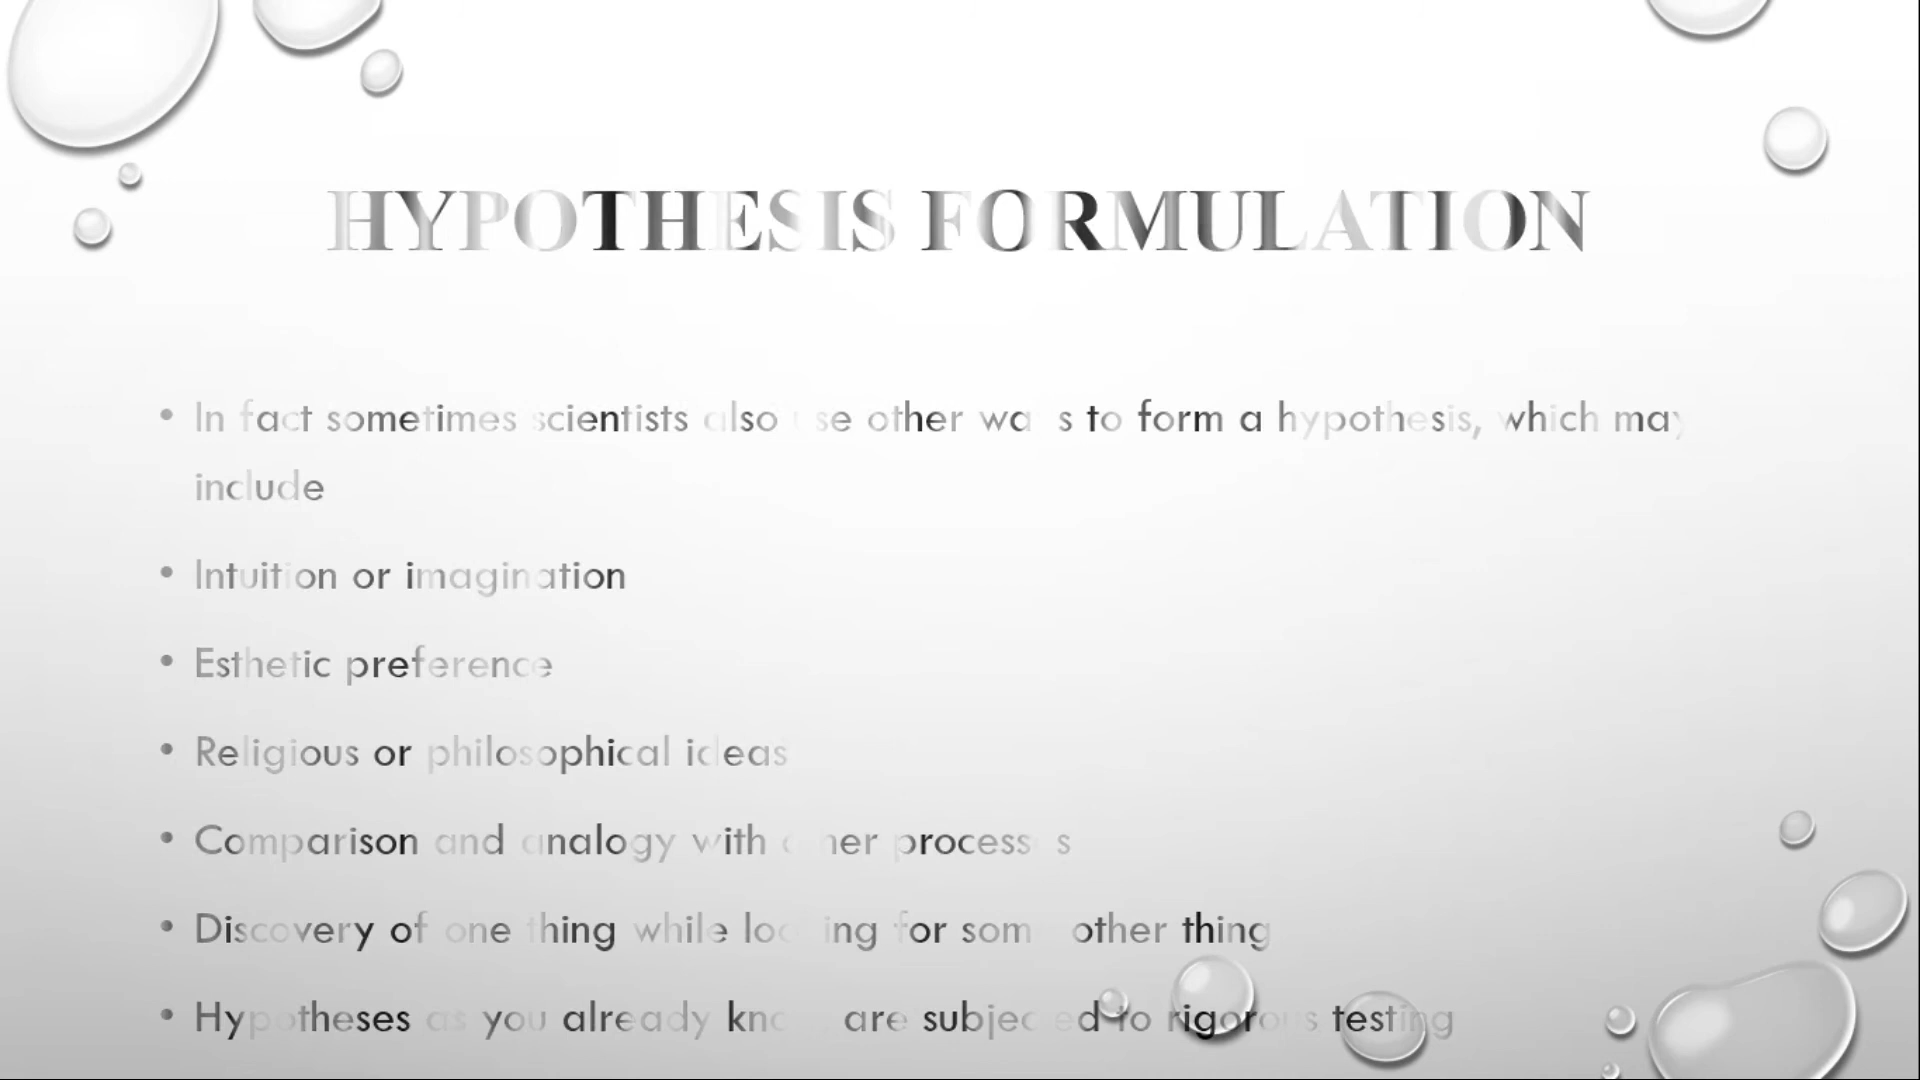 HYPOTHESIS FORMULATION
• In fact sometimes scientists also use other ways to form a hypothesis, which may
include
• Intuition or imagination
• Esthetic preference
• Religious or philosophical ideas
• Comparison and analogy with other processes
• Discovery of one thing while looking for some other thing
• Hypotheses as you already know are subjected to rigorous testing